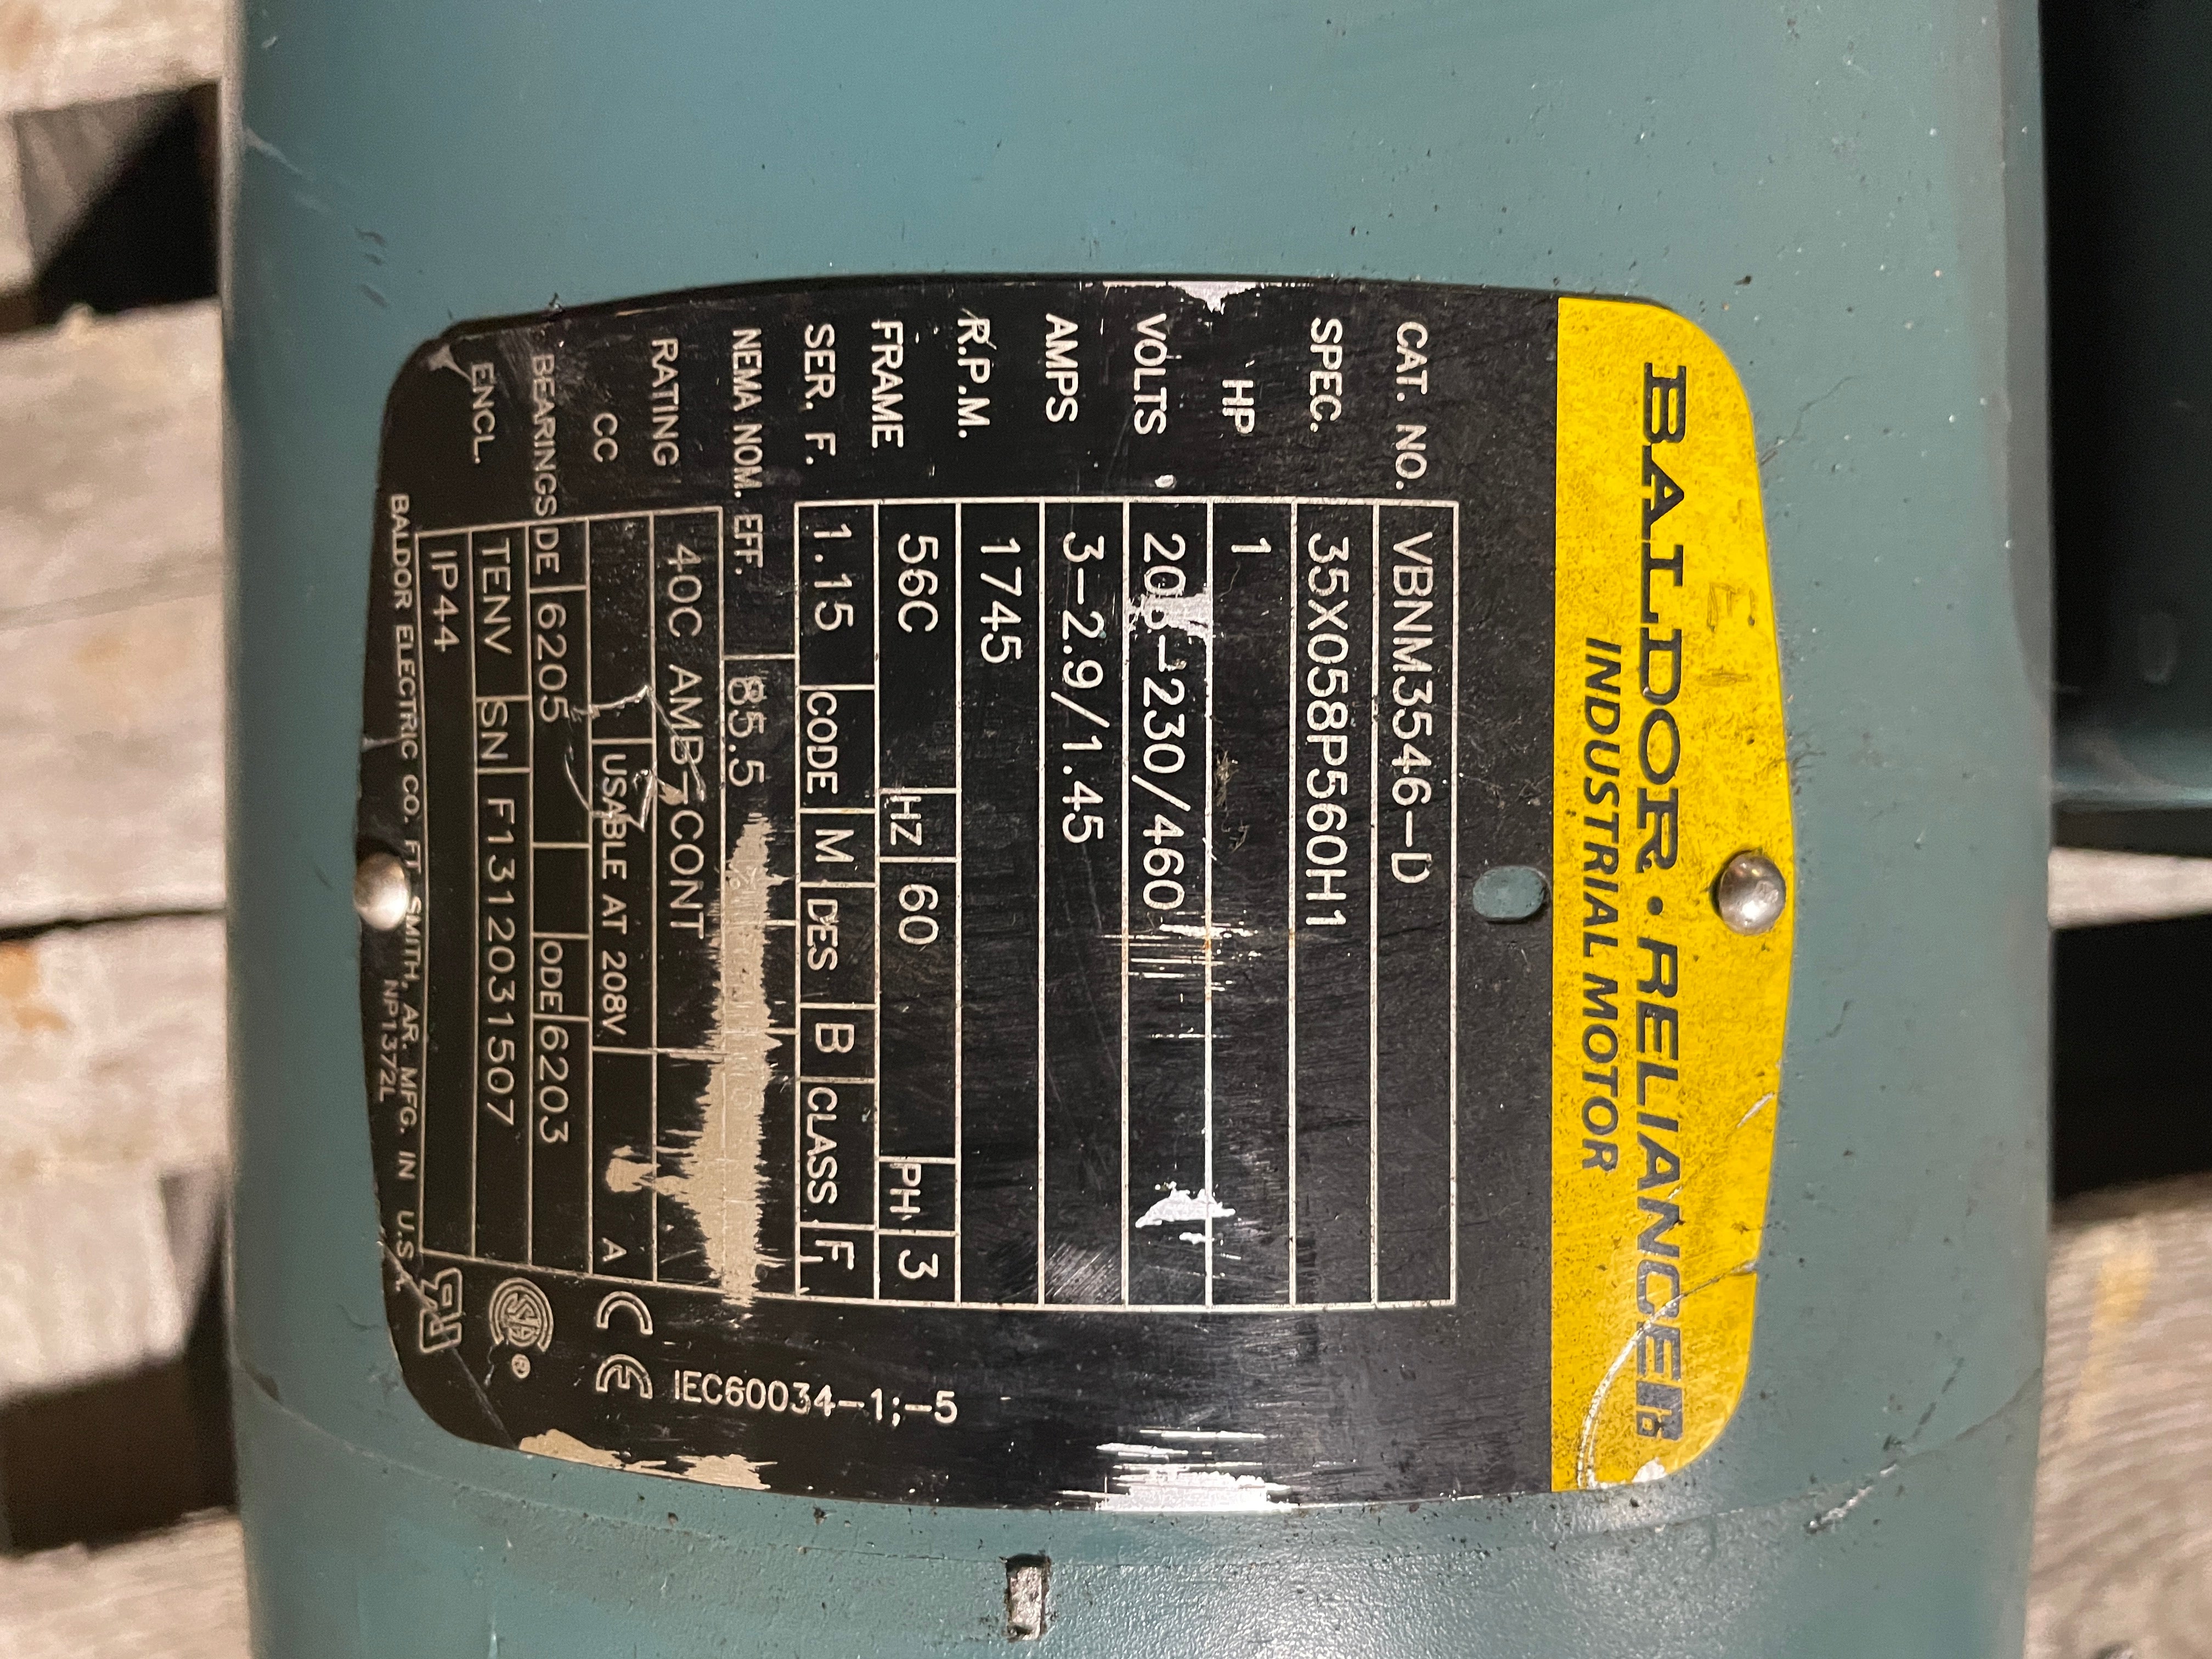 BALDOR • RELIANCER
INDUSTRIAL MOTOR
CAT. NO. VBNM3546-D
SPEC. 35X058P560H1
HP 1
VOLTS 208-230/460
AMPS 3-2.9/1.45
R.P.M. 1745
FRAME 56C HZ 60 PH 3
SER. F. 1.15 CODE M DES B CLASS F
NEMA NOM. EFF. 85.5
RATING 40C AMB-CONT
CC USABLE AT 208V A
BEARINGS DE 6205 ODE 6203
ENCL. TENV SN F1312031507
IP44
BALDOR ELECTRIC CO. FT. SMITH, AR. MFG. IN U.S.A.
NP1372L
CE IEC60034-1;-5